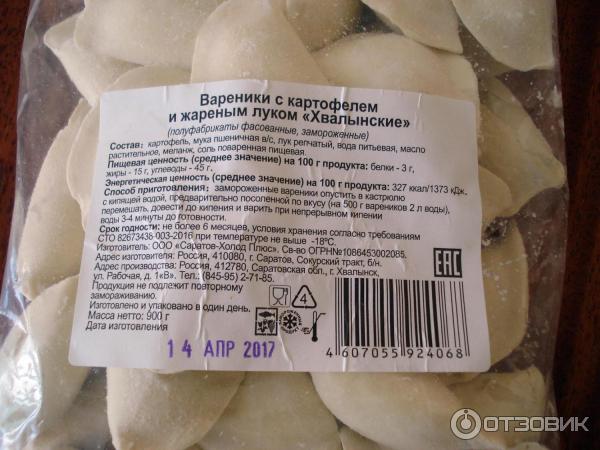 Вареники с картофелем
и жареным луком «Хвалынские»
(полуфабрикаты фасованные, замороженные)
Состав: картофель, мука пшеничная в/с, лук репчатый, вода питьевая, масло
растительное, меланж, соль поваренная пищевая.
Пищевая ценность (среднее значение) на 100 г продукта: белки - 3 г,
жиры - 15 г, углеводы - 45 г.
Энергетическая ценность (среднее значение) на 100 г продукта: 327 ккал/1373 кДж.
Способ приготовления: замороженные вареники опустить в кастрюлю
с кипящей водой, предварительно посоленной по вкусу (на 500 г вареников 2 л воды),
перемешать, довести до кипения и варить при непрерывном кипении
воды 3-4 минуты до готовности.
Срок годности: не более 6 месяцев, условия хранения согласно требованиям
СТО 82673438 003-2016 при температуре не выше -18°С.
Изготовитель: ООО «Саратов-Холод Плюс». Св-во ОГРН№1086453002085.
Адрес изготовителя: Россия, 410080, г. Саратов, Сокурский тракт, б/н.
Адрес производства: Россия, 412780, Саратовская обл., г. Хвалынск,
ул. Рабочая, д. 1«В». Тел.: (845-95) 2-71-85.
Продукция не подлежит повторному
замораживанию.
Изготовлено и упаковано в один день.
Масса нетто: 900 г
Дата изготовления
14 АПР 2017
4
EAC
4 607055 924068
ОТЗОВИК